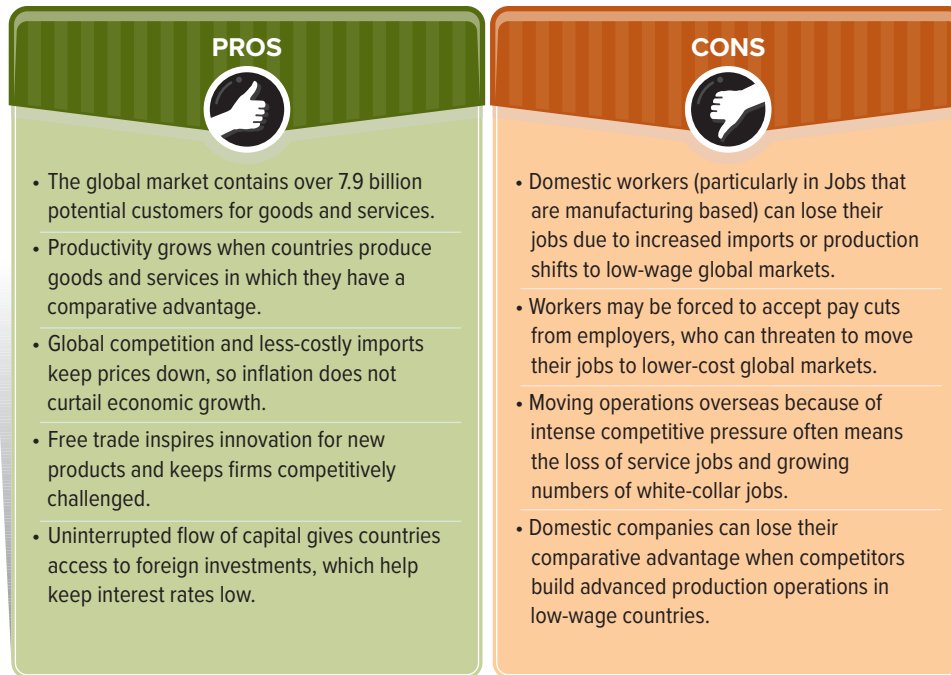 PROS
• The global market contains over 7.9 billion
potential customers for goods and services.
• Productivity grows when countries produce
goods and services in which they have a
comparative advantage.
• Global competition and less-costly imports
keep prices down, so inflation does not
curtail economic growth.
• Free trade inspires innovation for new
products and keeps firms competitively
challenged.
• Uninterrupted flow of capital gives countries
access to foreign investments, which help
keep interest rates low.
CONS
• Domestic workers (particularly in Jobs that
are manufacturing based) can lose their
jobs due to increased imports or production
shifts to low-wage global markets.
• Workers may be forced to accept pay cuts
from employers, who can threaten to move
their jobs to lower-cost global markets.
• Moving operations overseas because of
intense competitive pressure often means
the loss of service jobs and growing
numbers of white-collar jobs.
• Domestic companies can lose their
comparative advantage when competitors
build advanced production operations in
low-wage countries.